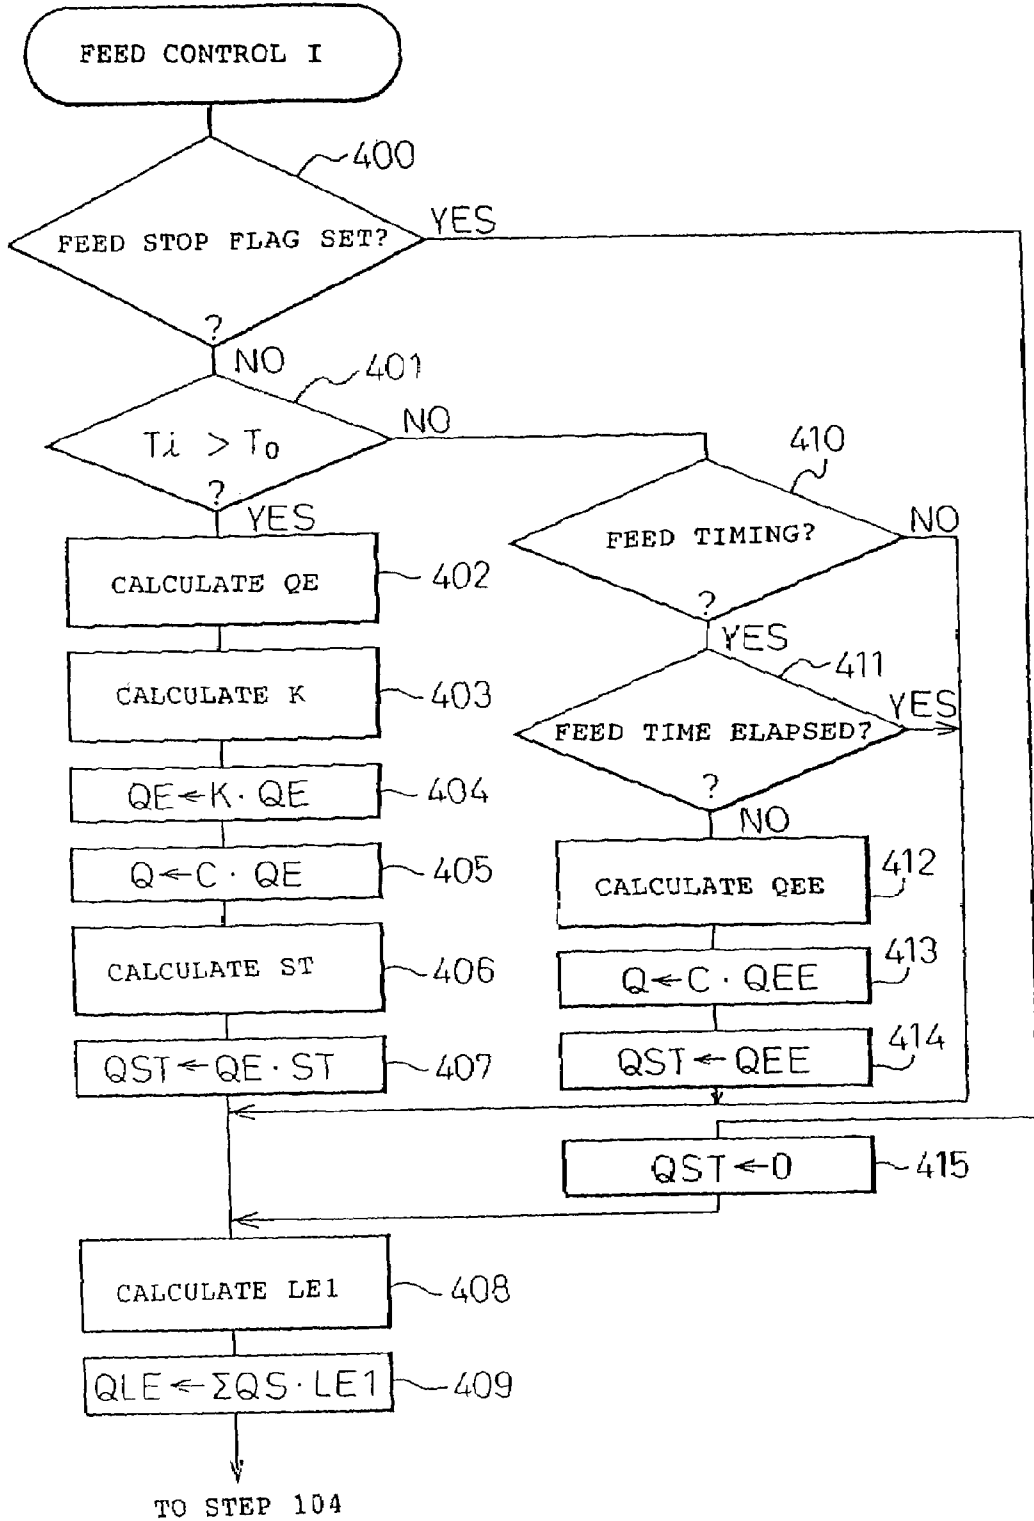 FEED CONTROL I
400
FEED STOP FLAG SET?
YES
?
NO
401
Ti > T0
NO
?
YES
410
FEED TIMING?
NO
?
YES
CALCULATE QE
402
411
FEED TIME ELAPSED?
YES
?
NO
CALCULATE K
403
QE←K·QE
404
Q←C·QE
405
CALCULATE QEE
412
CALCULATE ST
406
Q←C·QEE
413
QST←QE·ST
407
QST←QEE
414
QST←0
415
CALCULATE LE1
408
QLE←ΣQS·LE1
409
TO STEP 104